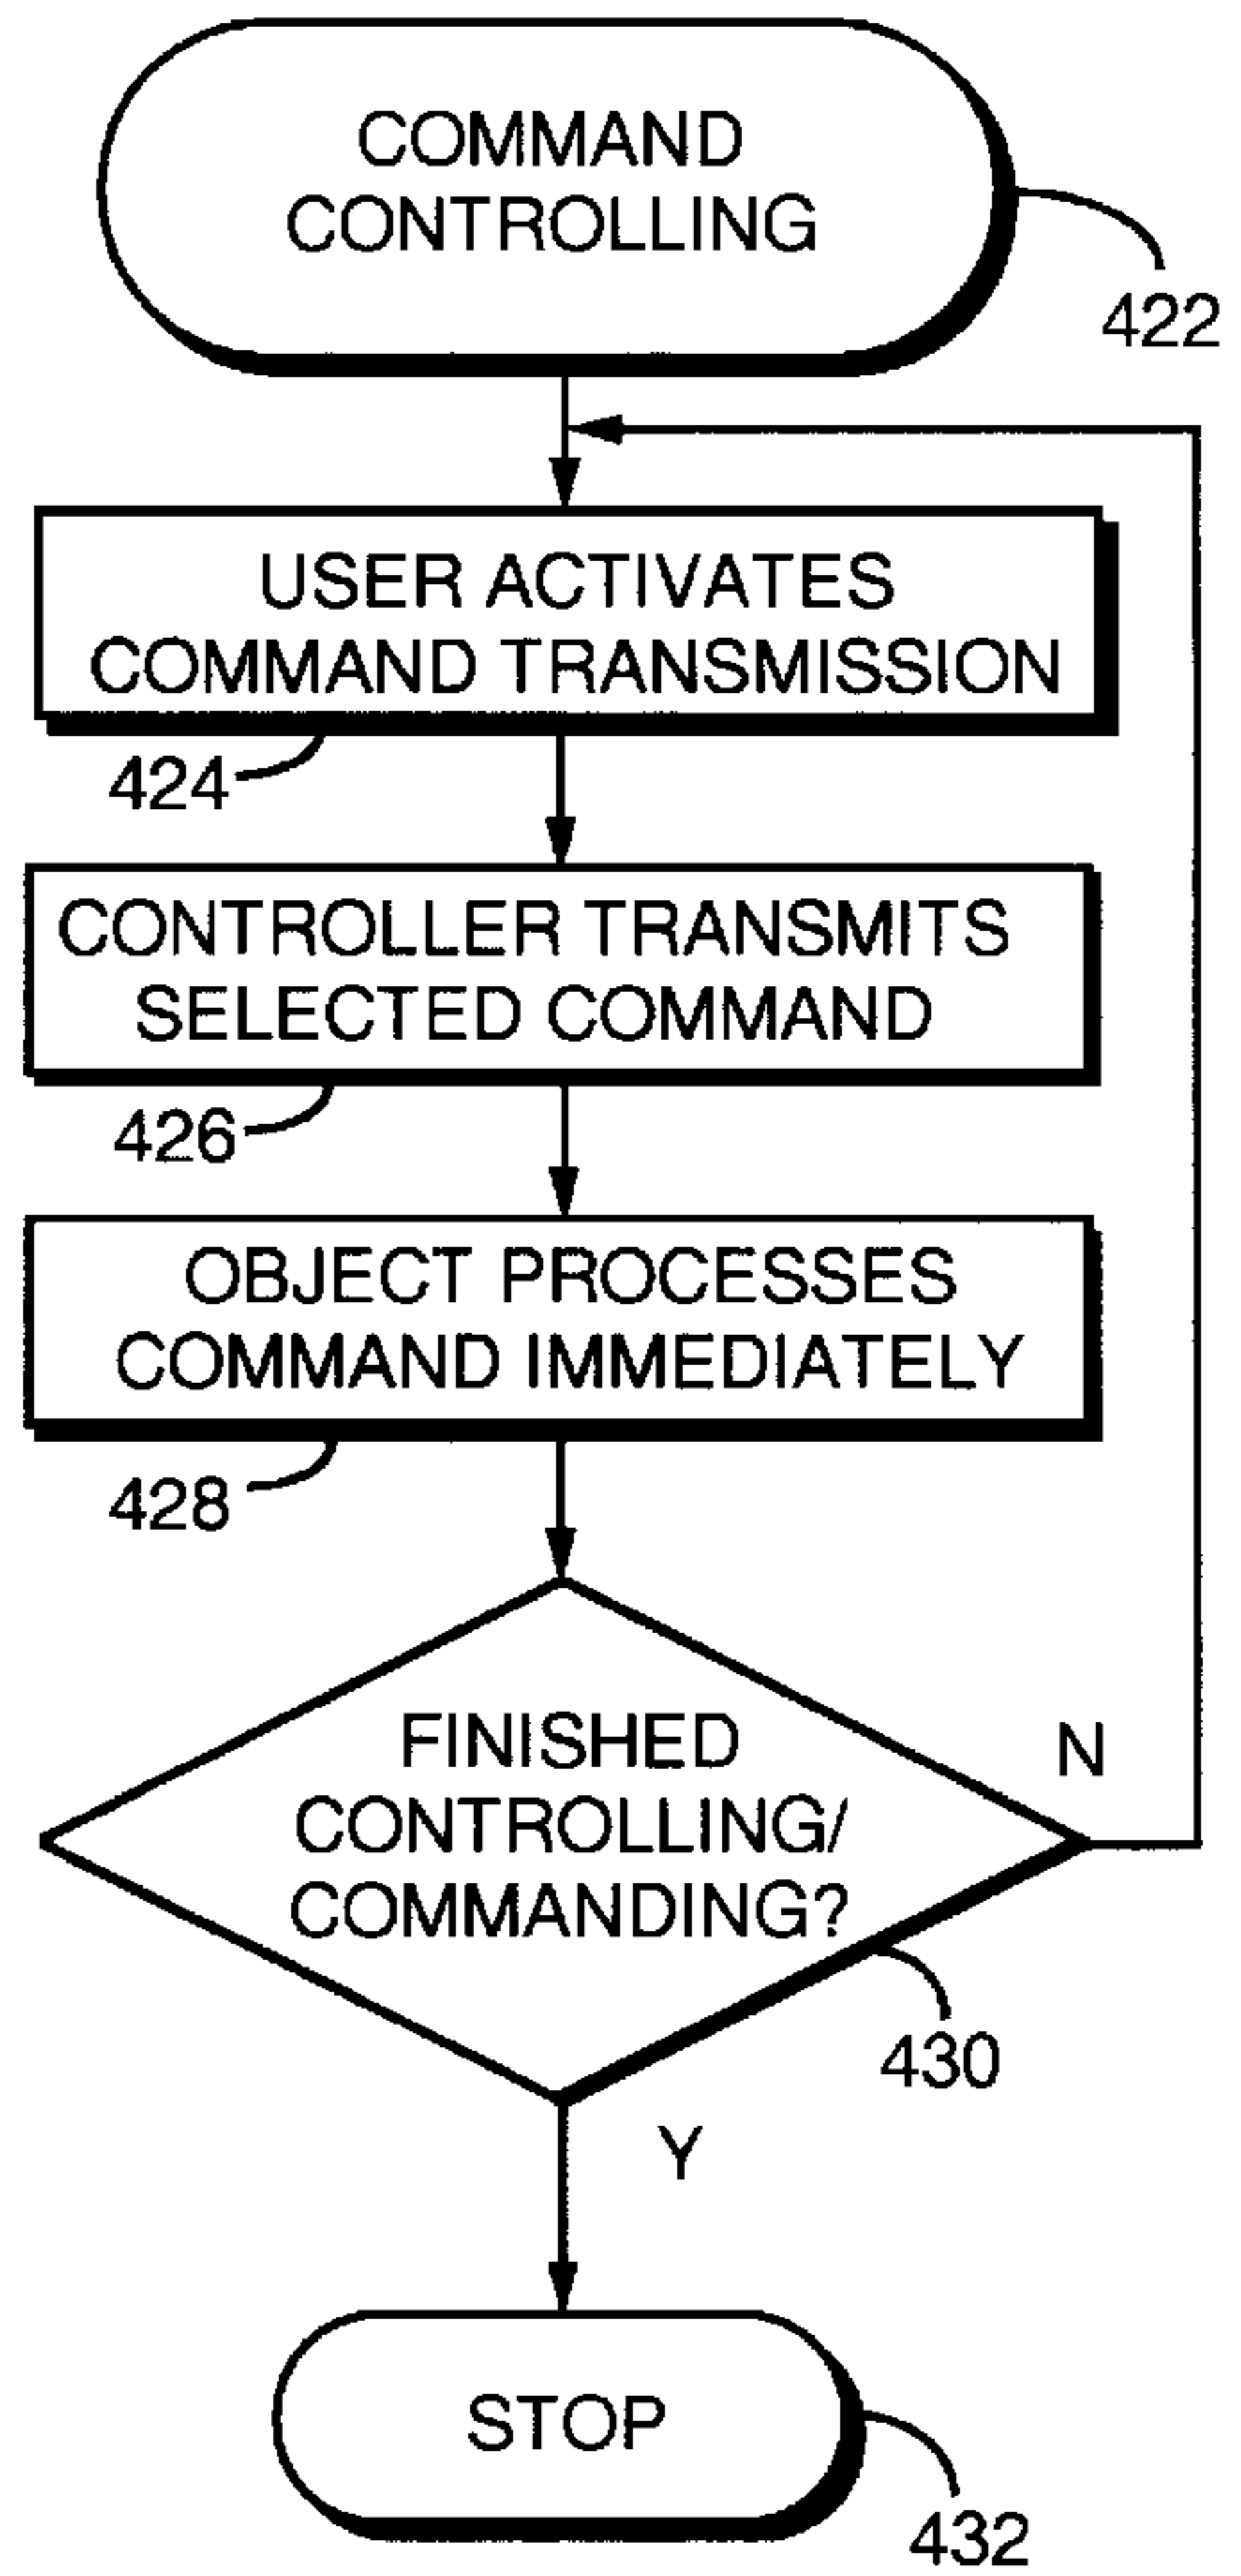 COMMAND
CONTROLLING
422
USER ACTIVATES
COMMAND TRANSMISSION
424
CONTROLLER TRANSMITS
SELECTED COMMAND
426
OBJECT PROCESSES
COMMAND IMMEDIATELY
428
FINISHED
CONTROLLING/
COMMANDING?
N
430
Y
STOP
432